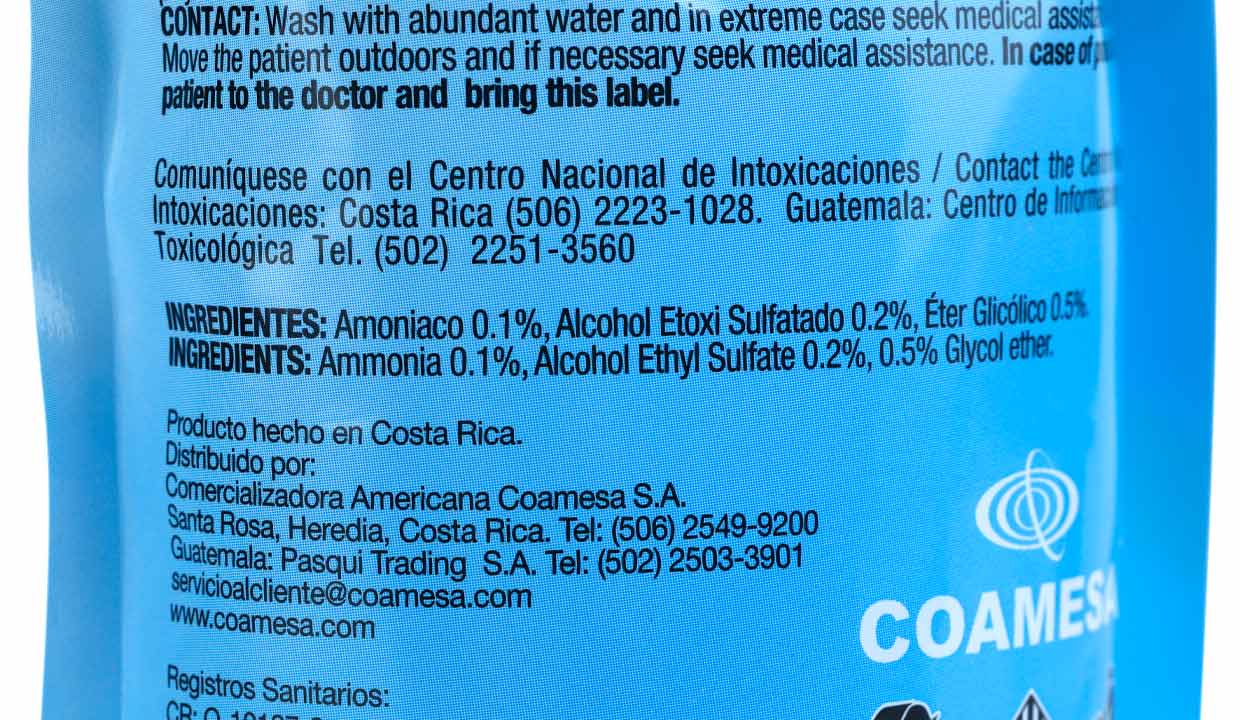 CONTACT: Wash with abundant water and in extreme case seek medical
Move the patient outdoors and if necessary seek medical assistance. In case of
patient to the doctor and bring this label.
Comuníquese con el Centro Nacional de Intoxicaciones / Contact the
Intoxicaciones: Costa Rica (506) 2223-1028. Guatemala: Centro de
Toxicológica Tel. (502) 2251-3560
INGREDIENTES: Amoniaco 0.1%, Alcohol Etoxi Sulfatado 0.2%, Éter Glicólico 0.5%.
INGREDIENTS: Ammonia 0.1%, Alcohol Ethyl Sulfate 0.2%, 0.5% Glycol ether.
Producto hecho en Costa Rica.
Distribuido por:
Comercializadora Americana Coamesa S.A.
Santa Rosa, Heredia, Costa Rica. Tel: (506) 2549-9200
Guatemala: Pasqui Trading S.A. Tel: (502) 2503-3901
servicioalcliente@coamesa.com
www.coamesa.com
COAMESA
Registros Sanitarios:
CR: